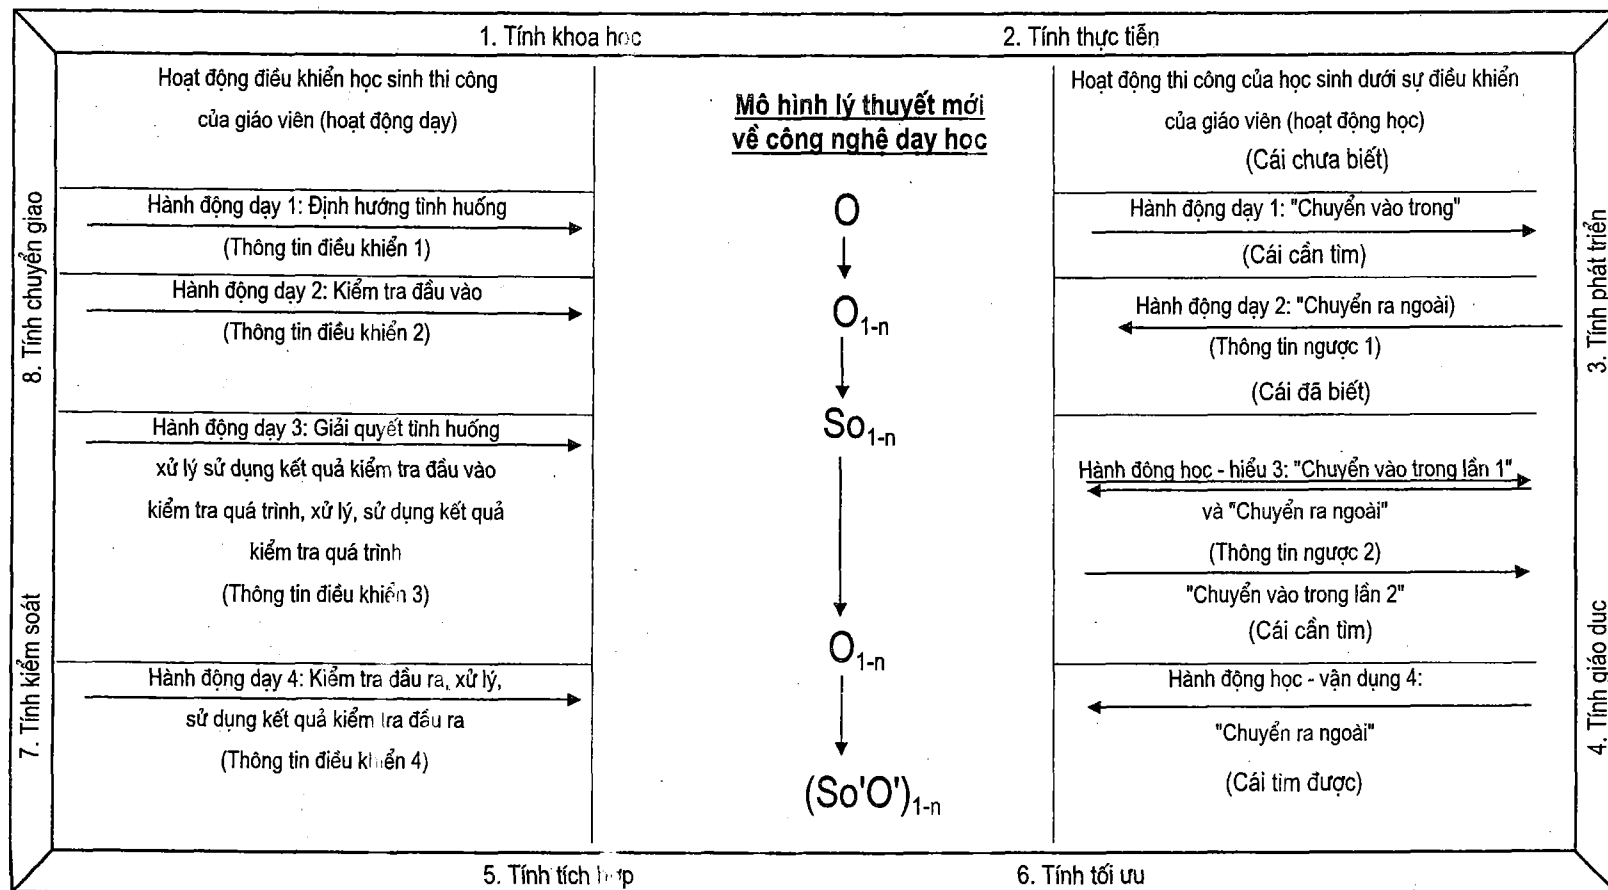 1. Tính khoa học
2. Tính thực tiễn
Hoạt động điều khiển học sinh thi công
của giáo viên (hoạt động dạy)
Hành động dạy 1: Định hướng tình huống
(Thông tin điều khiển 1)
Hành động dạy 2: Kiểm tra đầu vào
(Thông tin điều khiển 2)
Hành động dạy 3: Giải quyết tình huống
xử lý sử dụng kết quả kiểm tra đầu vào
kiểm tra quá trình, xử lý, sử dụng kết quả
kiểm tra quá trình
(Thông tin điều khiển 3)
Hành động dạy 4: Kiểm tra đầu ra, xử lý,
sử dụng kết quả kiểm tra đầu ra
(Thông tin điều khiển 4)
Mô hình lý thuyết mới
về công nghệ dạy học
O
O1-n
So1-n
O1-n
(So'O')1-n
Hoạt động thi công của học sinh dưới sự điều khiển
của giáo viên (hoạt động học)
(Cái chưa biết)
Hành động dạy 1: "Chuyển vào trong"
(Cái cần tìm)
Hành động dạy 2: "Chuyển ra ngoài)
(Thông tin ngược 1)
(Cái đã biết)
Hành động học - hiểu 3: "Chuyển vào trong lần 1"
và "Chuyển ra ngoài"
(Thông tin ngược 2)
"Chuyển vào trong lần 2"
(Cái cần tìm)
Hành động học - vận dụng 4:
"Chuyển ra ngoài"
(Cái tìm được)
3. Tính phát triển
4. Tính giáo dục
5. Tính tích hợp
6. Tính tối ưu
7. Tính kiểm soát
8. Tính chuyển giao